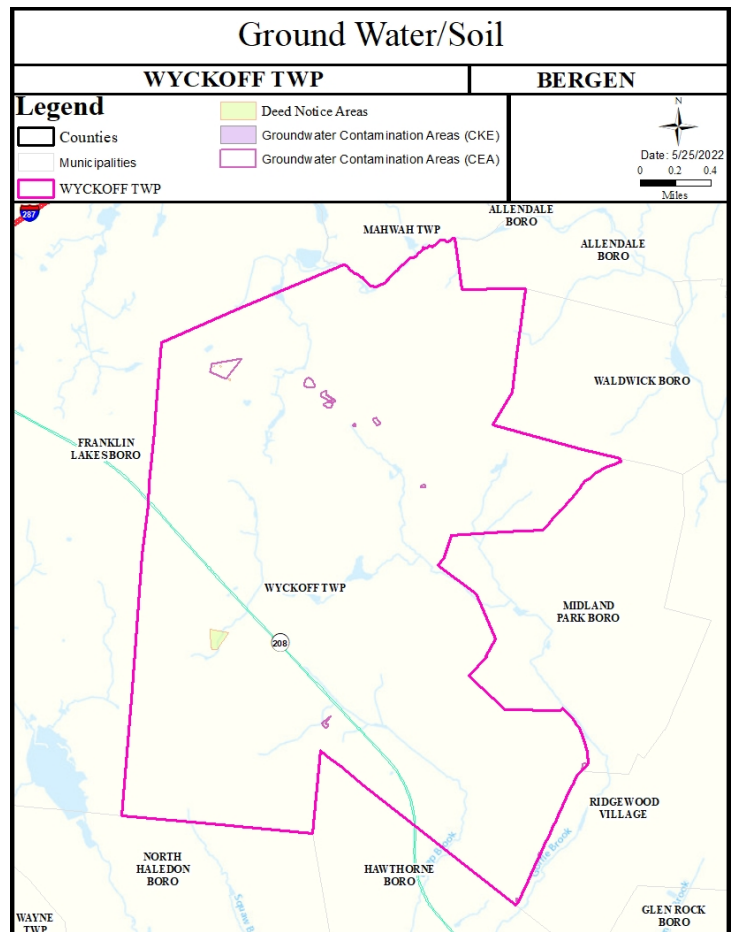 Ground Water/Soil
WYCKOFF TWP
BERGEN
Legend
Counties
Municipalities
WYCKOFF TWP
Deed Notice Areas
Groundwater Contamination Areas (CKE)
Groundwater Contamination Areas (CEA)
N
Date: 5/25/2022
0 0.2 0.4
Miles
287
ALLENDALE
BORO
MAHWAH TWP
ALLENDALE
BORO
WALDWICK BORO
FRANKLIN
LAKES BORO
WYCKOFF TWP
MIDLAND
PARK BORO
208
RIDGEWOOD
VILLAGE
NORTH
HALEDON
BORO
HAWTHORNE
BORO
Brook
Brook
Squaw B
GLEN ROCK
BORO
WAYNE
TWP